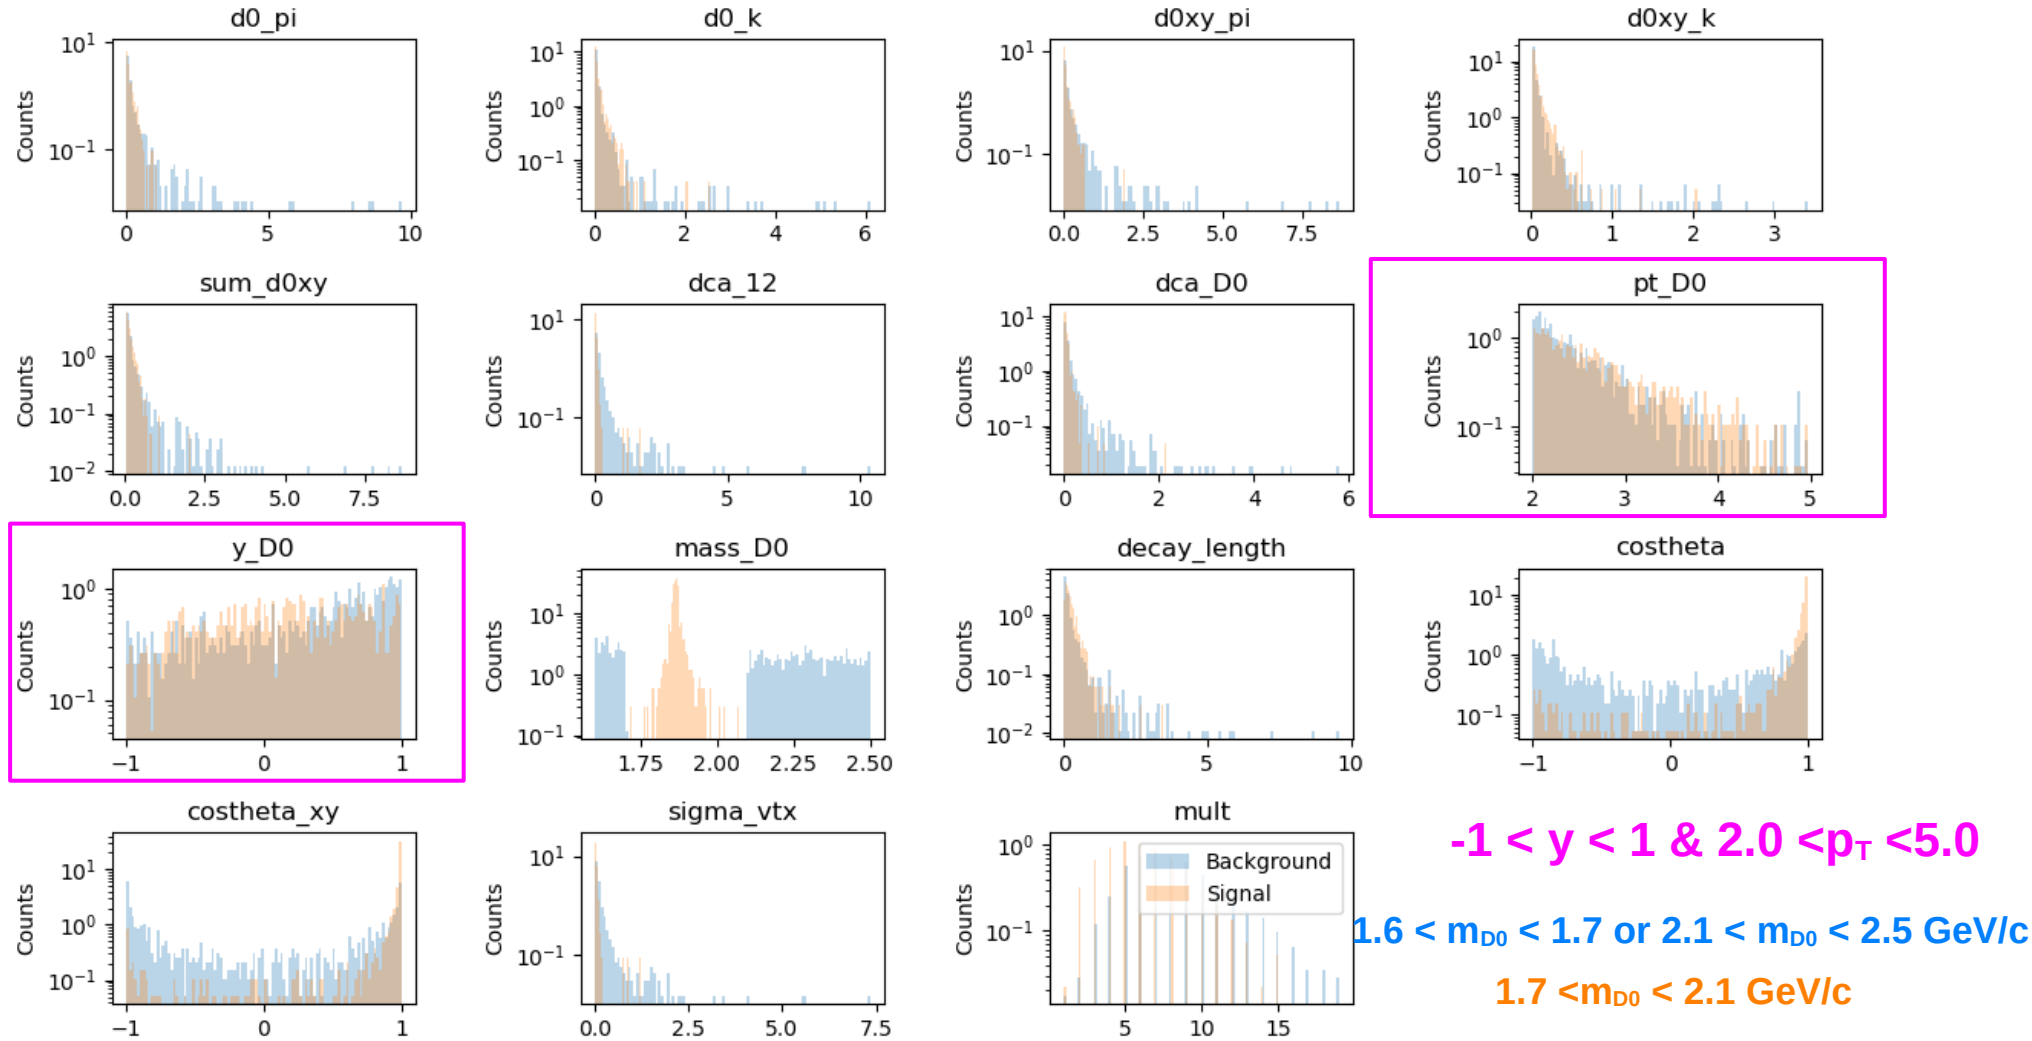 d0_pi
d0_k
d0xy_pi
d0xy_k
Counts
10¹
10⁻¹
0
5
10
Counts
10¹
10⁰
10⁻¹
0
2
4
6
Counts
10¹
10⁻¹
0.0
2.5
5.0
7.5
Counts
10¹
10⁰
10⁻¹
0
1
2
3
sum_d0xy
dca_12
dca_D0
pt_D0
Counts
10⁰
10⁻¹
10⁻²
0.0
2.5
5.0
7.5
Counts
10¹
10⁻¹
0
5
10
Counts
10¹
10⁰
10⁻¹
0
2
4
6
Counts
10⁰
10⁻¹
2
3
4
5
y_D0
mass_D0
decay_length
costheta
Counts
10⁰
10⁻¹
−1
0
1
Counts
10¹
10⁰
10⁻¹
1.75
2.00
2.25
2.50
Counts
10⁰
10⁻¹
10⁻²
0
5
10
Counts
10¹
10⁰
10⁻¹
−1
0
1
costheta_xy
sigma_vtx
mult
Counts
10¹
10⁰
10⁻¹
−1
0
1
Counts
10¹
10⁻¹
0.0
2.5
5.0
7.5
Counts
10⁰
10⁻¹
5
10
15
Background
Signal
-1 < y < 1 & 2.0 <pT <5.0
1.6 < mD0 < 1.7 or 2.1 < mD0 < 2.5 GeV/c
1.7 <mD0 < 2.1 GeV/c